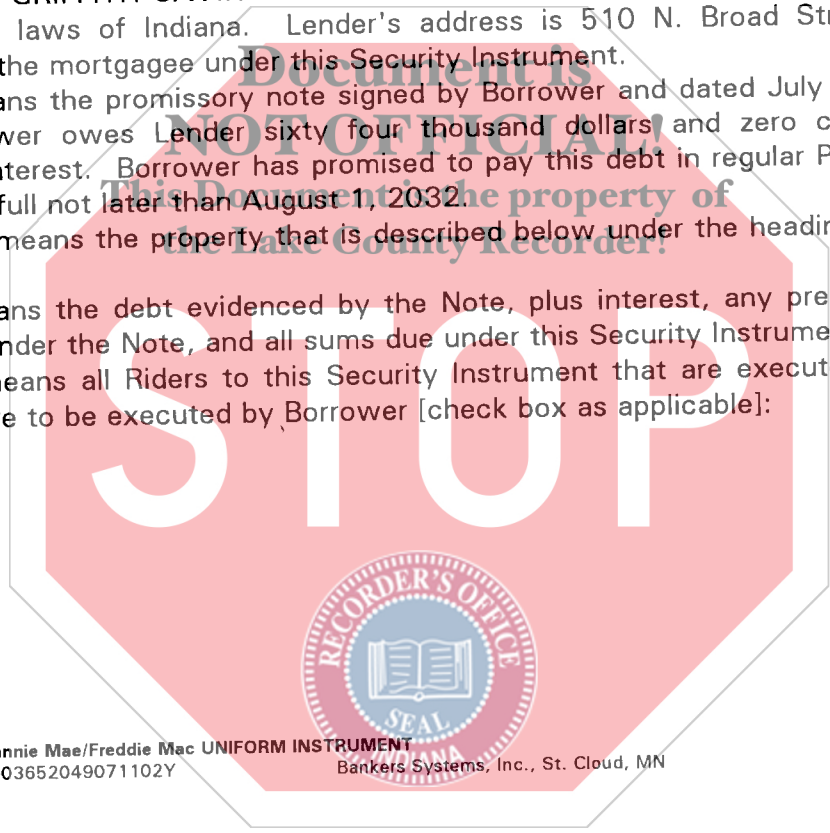 laws of Indiana. Lender's address is 510 N. Broad Str
the mortgagee under this Security Instrument.
Document is
ans the promissory note signed by Borrower and dated July
NOT OFFICIAL!
wer owes Lender sixty four thousand dollars and zero c
nterest. Borrower has promised to pay this debt in regular P
This Document is the property of
full not later than August 1, 2032.
means the property that is described below under the headin
the Lake County Recorder!
ans the debt evidenced by the Note, plus interest, any pre
nder the Note, and all sums due under this Security Instrume
eans all Riders to this Security Instrument that are execut
e to be executed by Borrower [check box as applicable]:
STOP
RECORDER'S OFFICE
SEAL
INDIANA
nnie Mae/Freddie Mac UNIFORM INSTRUMENT
03652049071102Y
Bankers Systems, Inc., St. Cloud, MN